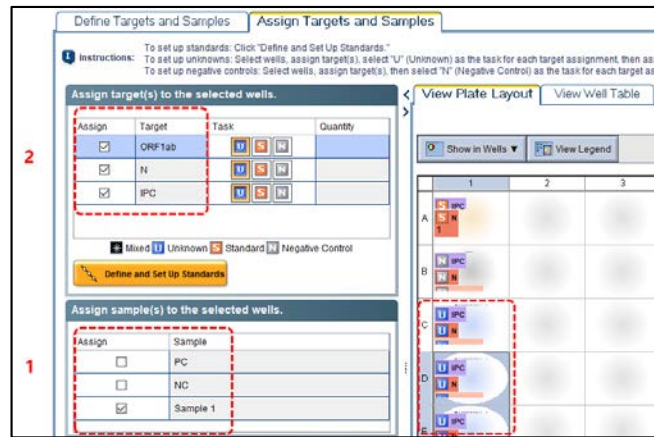 Define Targets and Samples
Assign Targets and Samples
Instructions:
To set up standards: Click "Define and Set Up Standards."
To set up unknowns: Select wells, assign target(s), select "U" (Unknown) as the task for each target assignment, then as
To set up negative controls: Select wells, assign target(s), then select "N" (Negative Control) as the task for each target as
Assign target(s) to the selected wells.
Assign Target Task Quantity
ORF1ab U S N
N U S N
IPC U S N
Mixed U Unknown S Standard N Negative Control
Define and Set Up Standards
2
Assign sample(s) to the selected wells.
Assign Sample
PC
NC
Sample 1
1
View Plate Layout
View Well Table
Show in Wells ▼
View Legend
1 2 3
A
S IPC
S N
1
B
N IPC
N N
C
U IPC
U N
D
U IPC
U N
E
U IPC
U N